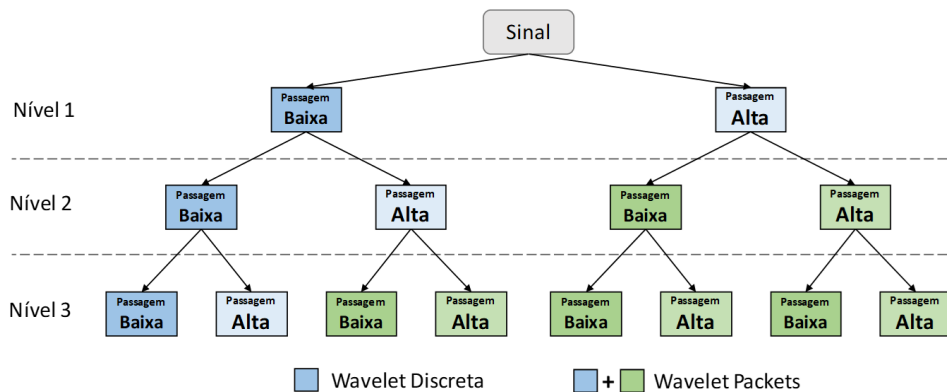 Sinal
Nível 1
Passagem
Baixa
Passagem
Alta
Nível 2
Passagem
Baixa
Passagem
Alta
Passagem
Baixa
Passagem
Alta
Nível 3
Passagem
Baixa
Passagem
Alta
Passagem
Baixa
Passagem
Alta
Passagem
Baixa
Passagem
Alta
Passagem
Baixa
Passagem
Alta
Wavelet Discreta
+ Wavelet Packets